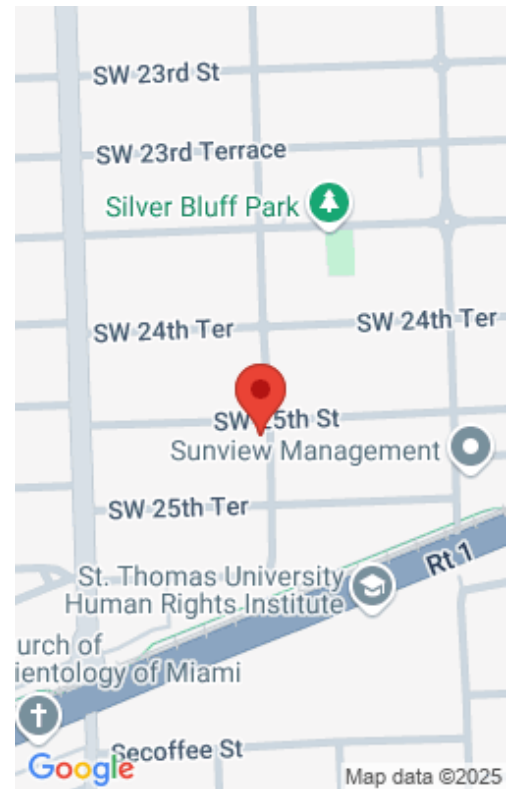 SW 23rd St
SW 23rd Terrace
Silver Bluff Park
SW 24th Ter
SW 24th Ter
SW 25th St
Sunview Management
SW 25th Ter
Rt 1
St. Thomas University
Human Rights Institute
urch of
ientology of Miami
Secoffee St
Google
Map data ©2025